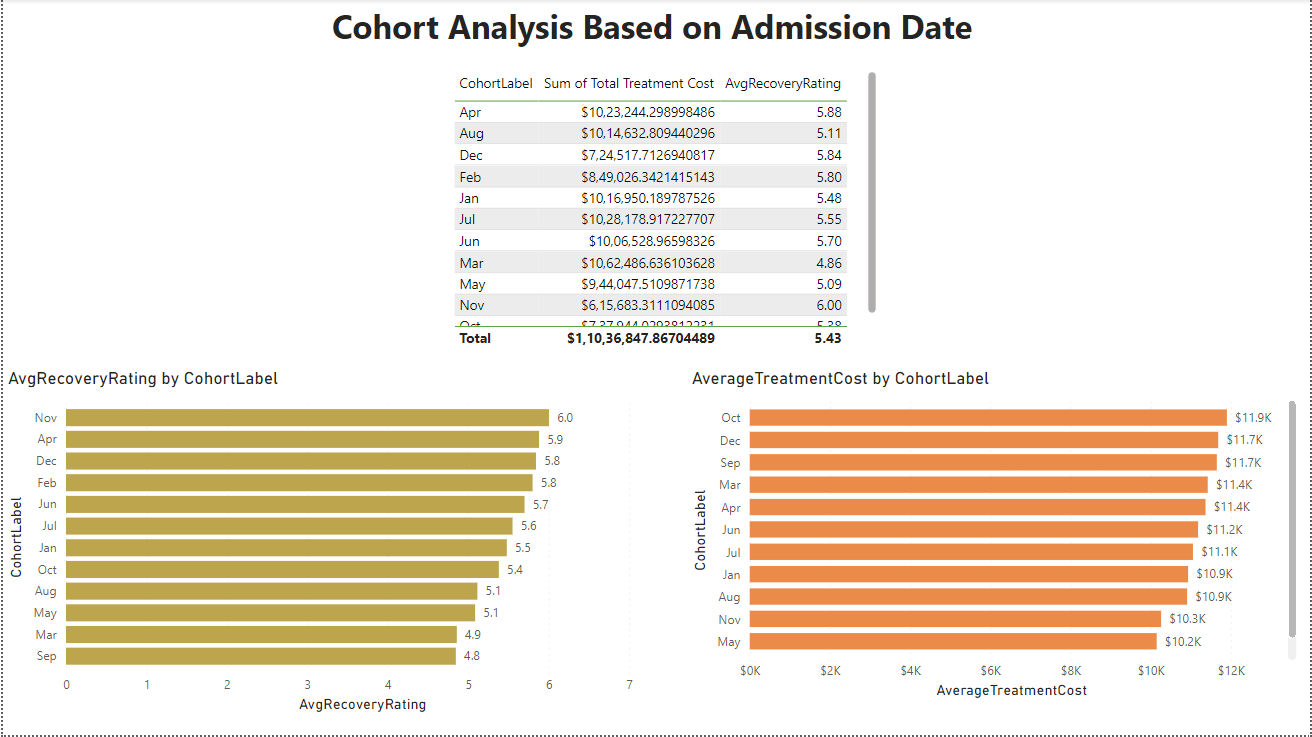 Cohort Analysis Based on Admission Date
CohortLabel Sum of Total Treatment Cost AvgRecoveryRating
Apr $10,23,244.298998486 5.88
Aug $10,14,632.809440296 5.11
Dec $7,24,517.7126940817 5.84
Feb $8,49,026.3421415143 5.80
Jan $10,16,950.189787526 5.48
Jul $10,28,178.917227707 5.55
Jun $10,06,528.96598326 5.70
Mar $10,62,486.636103628 4.86
May $9,44,047.5109871738 5.09
Nov $6,15,683.3111094085 6.00
Oct $7,37,944.0293812231 5.38
Total $1,10,36,847.86704489 5.43
AvgRecoveryRating by CohortLabel
CohortLabel
Nov 6.0
Apr 5.9
Dec 5.8
Feb 5.8
Jun 5.7
Jul 5.6
Jan 5.5
Oct 5.4
Aug 5.1
May 5.1
Mar 4.9
Sep 4.8
0 1 2 3 4 5 6 7
AvgRecoveryRating
AverageTreatmentCost by CohortLabel
CohortLabel
Oct $11.9K
Dec $11.7K
Sep $11.7K
Mar $11.4K
Apr $11.4K
Jun $11.2K
Jul $11.1K
Jan $10.9K
Aug $10.9K
Nov $10.3K
May $10.2K
$0K $2K $4K $6K $8K $10K $12K
AverageTreatmentCost